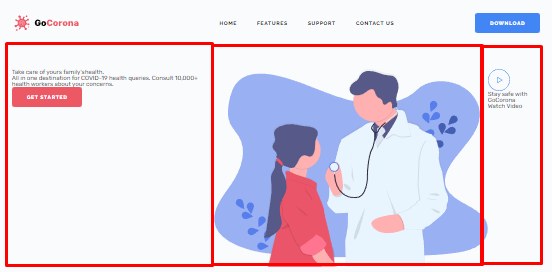 GoCorona
HOME FEATURES SUPPORT CONTACT US
DOWNLOAD
Take care of yours family'shealth.
All in one destination for COVID-19 health queries. Consult 10,000+
health workers about your concerns.
GET STARTED
Stay safe with
GoCorona
Watch Video